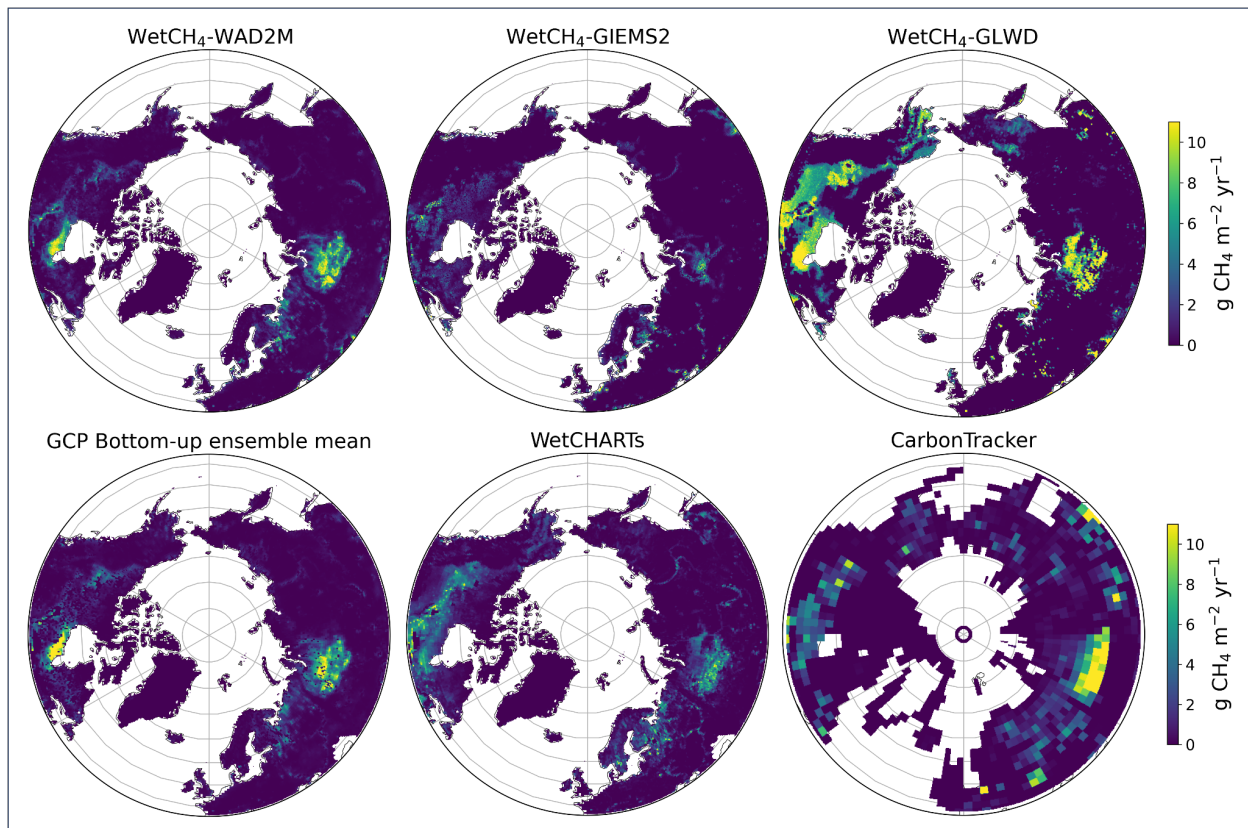 WetCH₄-WAD2M
WetCH₄-GIEMS2
WetCH₄-GLWD
10
8
6
4
2
0
g CH₄ m⁻² yr⁻¹
GCP Bottom-up ensemble mean
WetCHARTs
CarbonTracker
10
8
6
4
2
0
g CH₄ m⁻² yr⁻¹